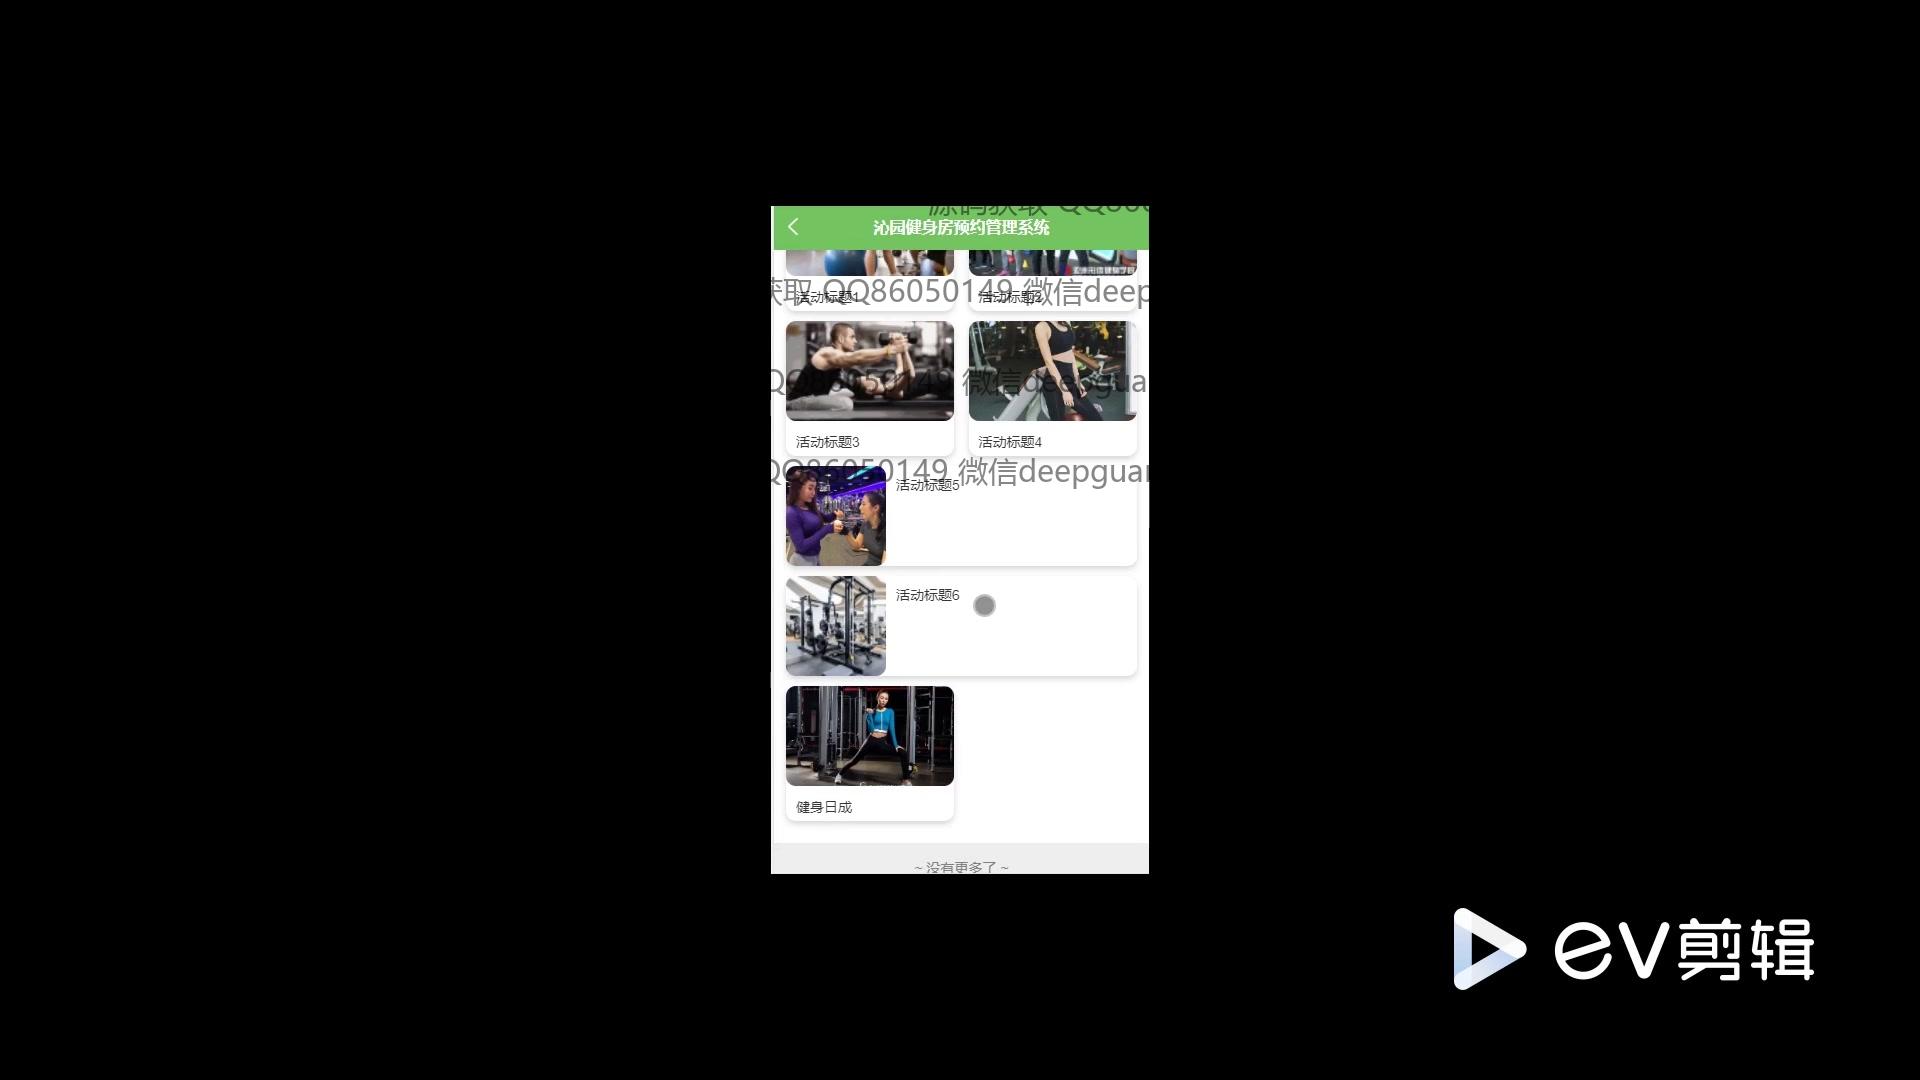 源码获取 QQ860
沁园健身房预约管理系统
获取 QQ86050149 微信deep
活动标题1
活动标题2
QQ86050149 微信deepgua
活动标题3
活动标题4
QQ86050149 微信deepguar
活动标题5
活动标题6
健身日成
~ 没有更多了 ~
ev剪辑